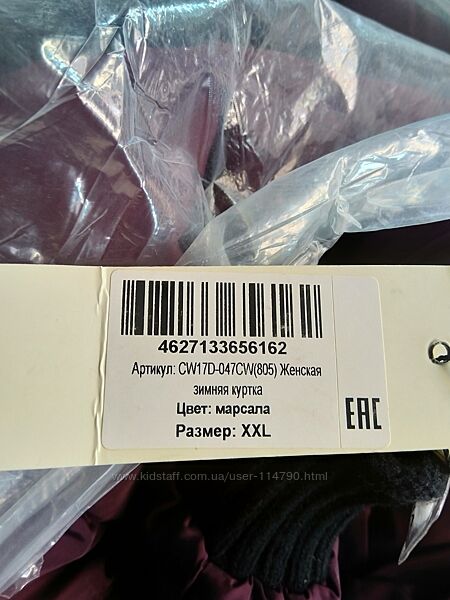 4627133656162
Артикул: CW17D-047CW(805) Женская
зимняя куртка
Цвет: марсала
Размер: XXL
EAC
www.kidstaff.com.ua/user-114790.html